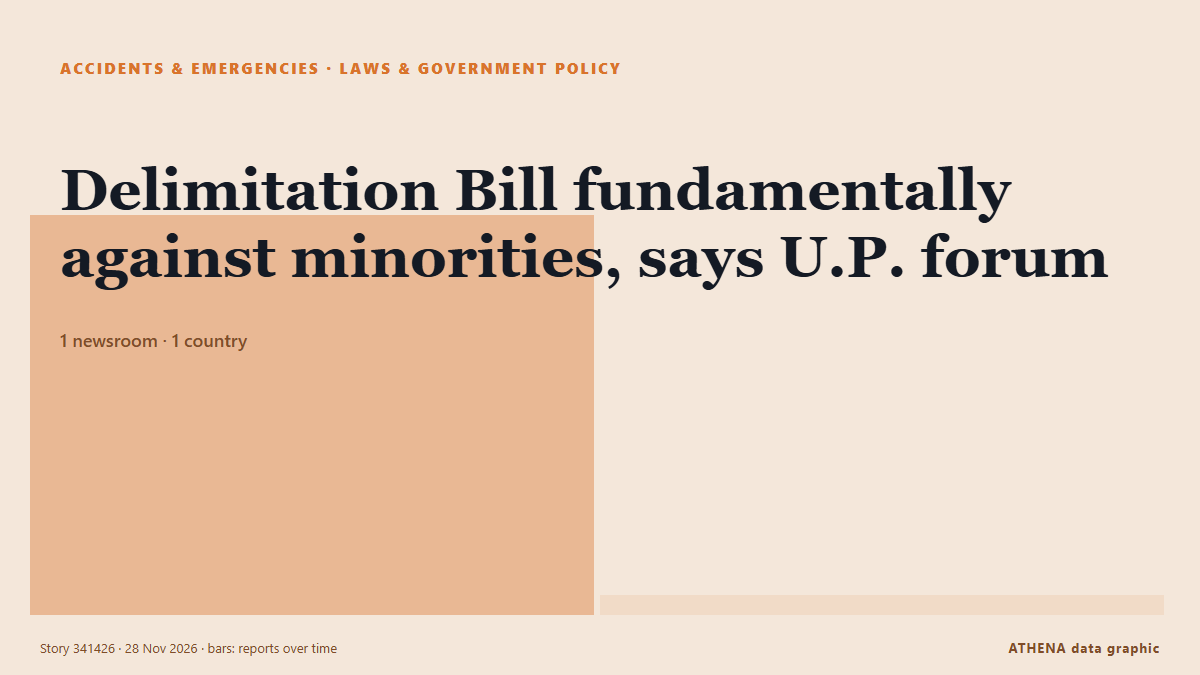 ACCIDENTS & EMERGENCIES · LAWS & GOVERNMENT POLICY
Delimitation Bill fundamentally
against minorities, says U.P. forum
1 newsroom · 1 country
Story 341426 · 28 Nov 2026 · bars: reports over time
ATHENA data graphic